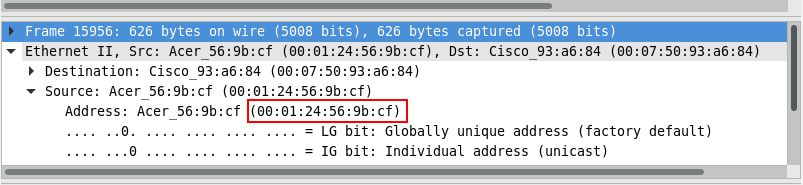 Frame 15956: 626 bytes on wire (5008 bits), 626 bytes captured (5008 bits)
Ethernet II, Src: Acer_56:9b:cf (00:01:24:56:9b:cf), Dst: Cisco_93:a6:84 (00:07:50:93:a6:84)
Destination: Cisco_93:a6:84 (00:07:50:93:a6:84)
Source: Acer_56:9b:cf (00:01:24:56:9b:cf)
Address: Acer_56:9b:cf (00:01:24:56:9b:cf)
.... ..0. .... .... .... .... = LG bit: Globally unique address (factory default)
.... ...0 .... .... .... .... = IG bit: Individual address (unicast)